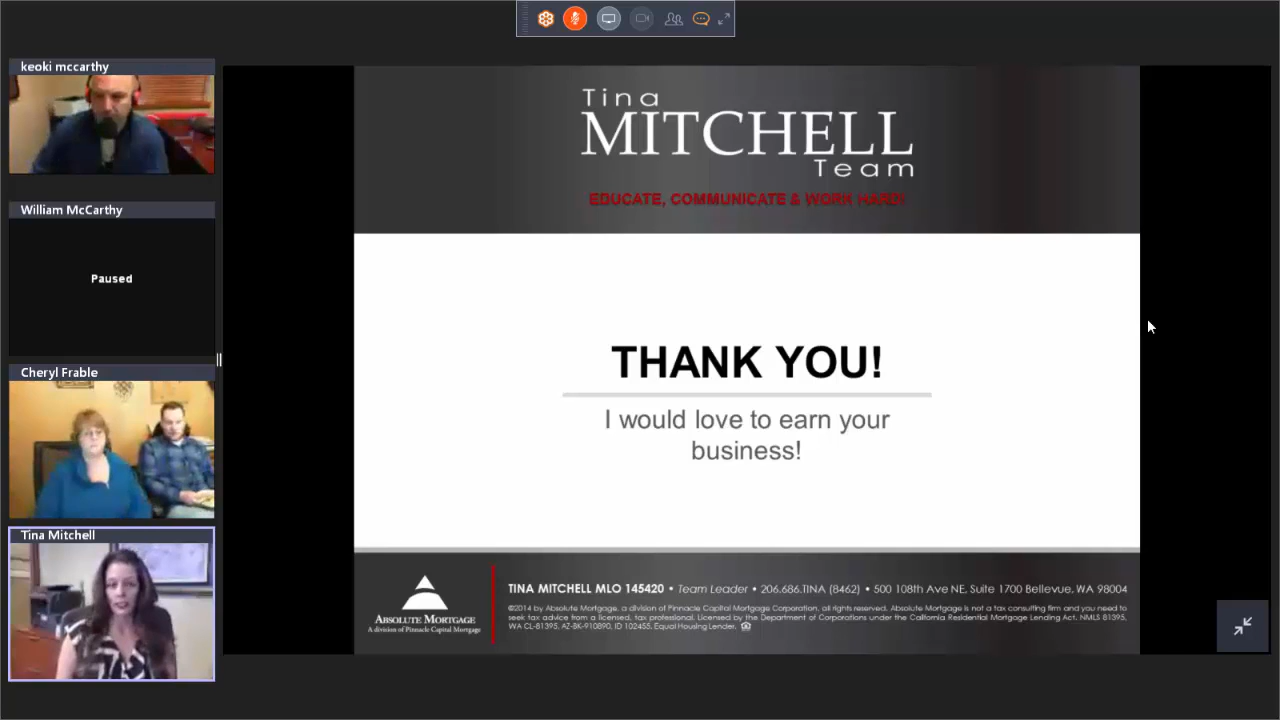 keoki mccarthy
William McCarthy
Paused
Cheryl Frable
Tina Mitchell
Tina
MITCHELL
Team
EDUCATE, COMMUNICATE & WORK HARD!
THANK YOU!
I would love to earn your
business!
ABSOLUTE MORTGAGE
A division of Pinnacle Capital Mortgage
TINA MITCHELL MLO 145420 • Team Leader • 206.686.TINA (8462) • 500 108th Ave NE, Suite 1700 Bellevue, WA 98004
©2014 by Absolute Mortgage, a division of Pinnacle Capital Mortgage Corporation, all rights reserved. Absolute Mortgage is not a tax consulting firm and you need to
seek tax advice from a licensed, tax professional. Licensed by the Department of Corporations under the California Residential Mortgage Lending Act. NMLS 81395,
WA CL-81395, AZ-BK-910890, ID 102455. Equal Housing Lender.